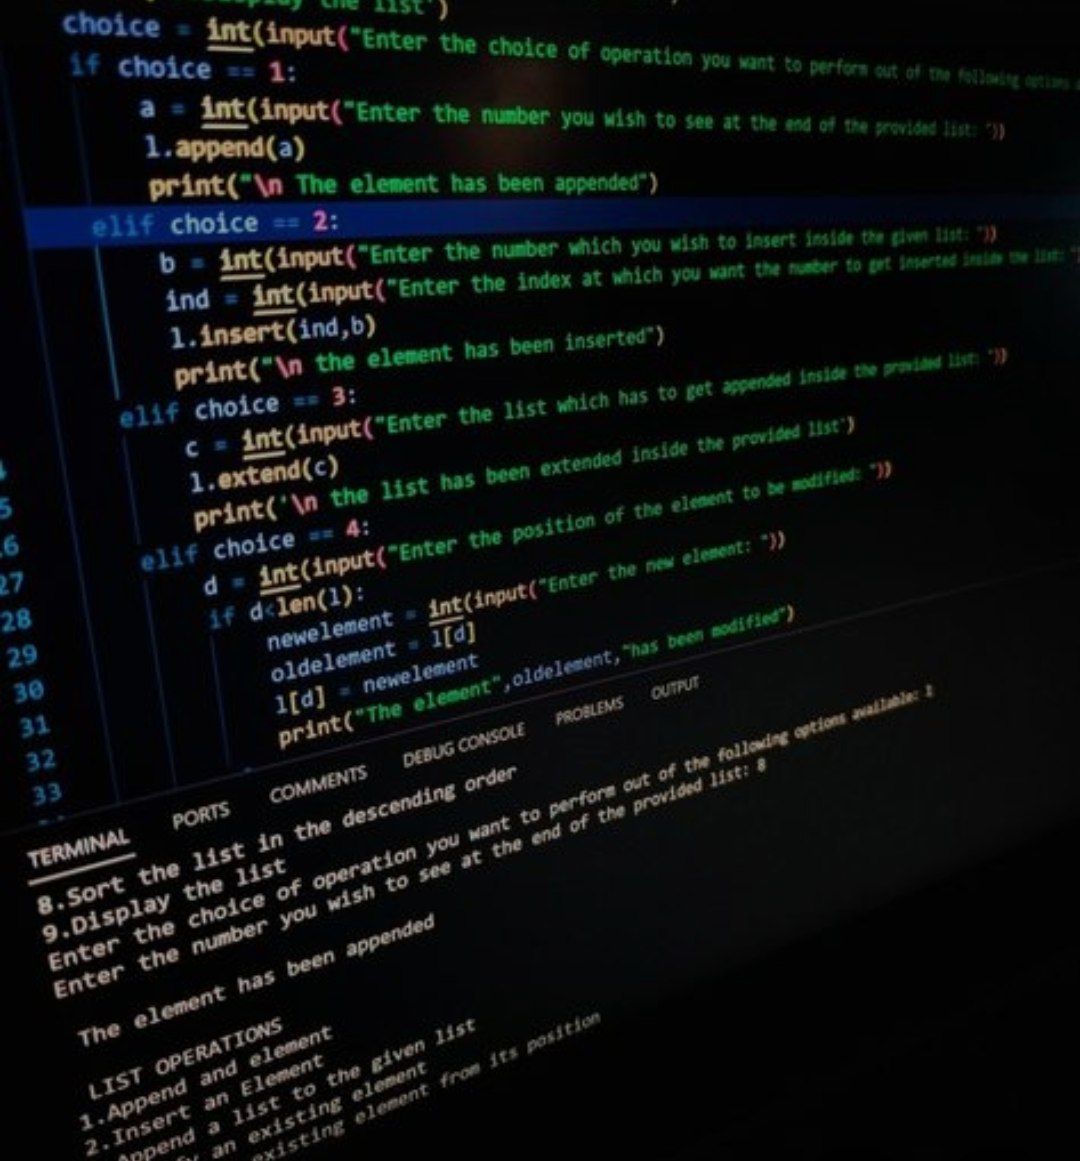 the list')
choice = int(input("Enter the choice of operation you want to perform out of the following options
if choice == 1:
a = int(input("Enter the number you wish to see at the end of the provided list: "))
l.append(a)
print("\n The element has been appended")
elif choice == 2:
b = int(input("Enter the number which you wish to insert inside the given list: "))
ind = int(input("Enter the index at which you want the number to get inserted inside the list: "
l.insert(ind,b)
print("\n the element has been inserted")
elif choice == 3:
c = int(input("Enter the list which has to get appended inside the provided list: "))
l.extend(c)
print('\n the list has been extended inside the provided list')
elif choice == 4:
d = int(input("Enter the position of the element to be modified: "))
27 if d<len(l):
28 newelement = int(input("Enter the new element: "))
29 oldelement = l[d]
30 l[d] = newelement
31 print("The element",oldelement,"has been modified")
32
33
TERMINAL PORTS COMMENTS DEBUG CONSOLE PROBLEMS OUTPUT
8.Sort the list in the descending order
9.Display the list
Enter the choice of operation you want to perform out of the following options available: 1
Enter the number you wish to see at the end of the provided list: 8
The element has been appended
LIST OPERATIONS
1.Append and element
2.Insert an Element
Append a list to the given list
an existing element
existing element from its position